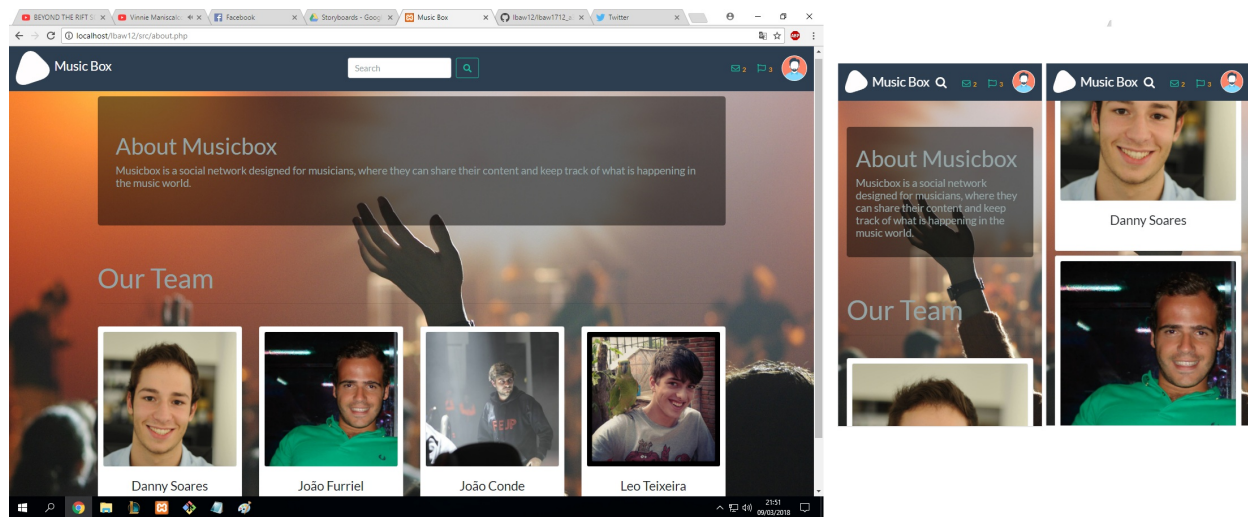 BEYOND THE RIFT
Vinnie Maniscalc
Facebook
Storyboards - Goog
Music Box
lbaw12/lbaw1712_
Twitter
localhost/lbaw12/src/about.php
ABP
Music Box
Search
2
3
About Musicbox
Musicbox is a social network designed for musicians, where they can share their content and keep track of what is happening in
the music world.
Our Team
FEJP
Danny Soares
João Furriel
João Conde
Leo Teixeira
21:51
09/03/2018
Music Box
2
3
About Musicbox
Musicbox is a social network
designed for musicians, where they
can share their content and keep
track of what is happening in the
music world.
Our Team
Music Box
2
3
Danny Soares